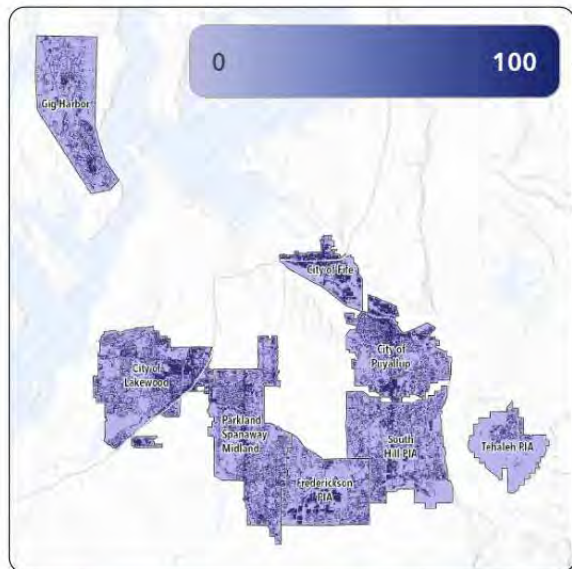 0
100
Gig Harbor
City of Fife
City of
Puyallup
City of
Lakewood
Parkland
Spanaway
Midland
South
Hill PIA
Tehaleh PIA
Frederickson
PIA